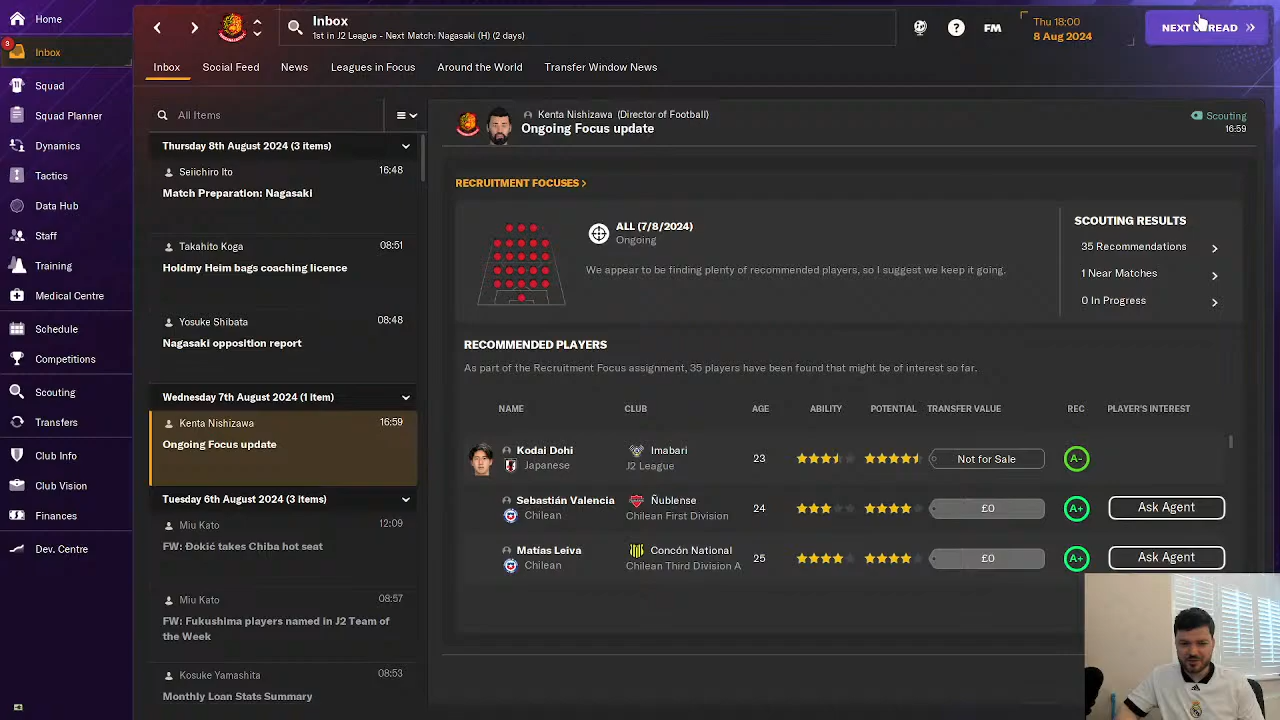 Home
3
Inbox
Squad
Squad Planner
Dynamics
Tactics
Data Hub
Staff
Training
Medical Centre
Schedule
Competitions
Scouting
Transfers
Club Info
Club Vision
Finances
Dev. Centre
Inbox
1st in J2 League - Next Match: Nagasaki (H) (2 days)
?
FM
Thu 18:00
8 Aug 2024
Inbox
Social Feed
News
Leagues in Focus
Around the World
Transfer Window News
All Items
Thursday 8th August 2024 (3 items)
Seiichiro Ito 16:48
Match Preparation: Nagasaki
Takahito Koga 08:51
Holdmy Heim bags coaching licence
Yosuke Shibata 08:48
Nagasaki opposition report
Wednesday 7th August 2024 (1 Item)
Kenta Nishizawa 16:59
Ongoing Focus update
Tuesday 6th August 2024 (3 Items)
Miu Kato 12:09
FW: Đokić takes Chiba hot seat
Miu Kato 08:57
FW: Fukushima players named in J2 Team of
the Week
Kosuke Yamashita 08:53
Monthly Loan Stats Summary
Kenta Nishizawa (Director of Football)
Ongoing Focus update
Scouting
16:59
RECRUITMENT FOCUSES >
ALL (7/8/2024)
Ongoing
We appear to be finding plenty of recommended players, so I suggest we keep it going.
SCOUTING RESULTS
35 Recommendations
1 Near Matches
0 In Progress
RECOMMENDED PLAYERS
As part of the Recruitment Focus assignment, 35 players have been found that might be of interest so far.
NAME CLUB AGE ABILITY POTENTIAL TRANSFER VALUE REC PLAYER'S INTEREST
Kodai Dohi Imabari 23 Not for Sale A-
Japanese J2 League
Sebastián Valencia Ñublense 24 £0 A+ Ask Agent
Chilean Chilean First Division
Matías Leiva Concón National 25 £0 A+ Ask Agent
Chilean Chilean Third Division A